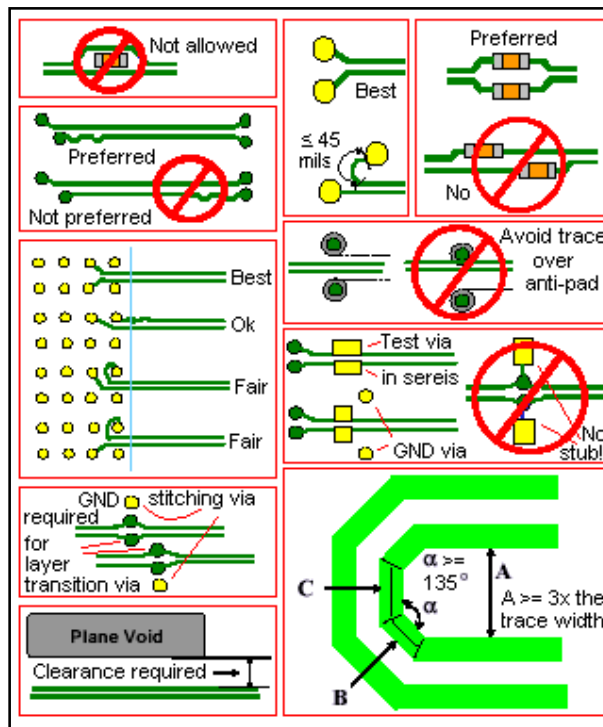 Not allowed
Preferred
Not preferred
Best
Ok
Fair
Fair
GND
stitching via
required
for
layer
transition via
Plane Void
Clearance required
Best
≤ 45
mils
Preferred
No
Avoid trace
over
anti-pad
Test via
in sereis
GND via
No
stub!
α >=
135°
α
A
A >= 3x the
trace width
C
B